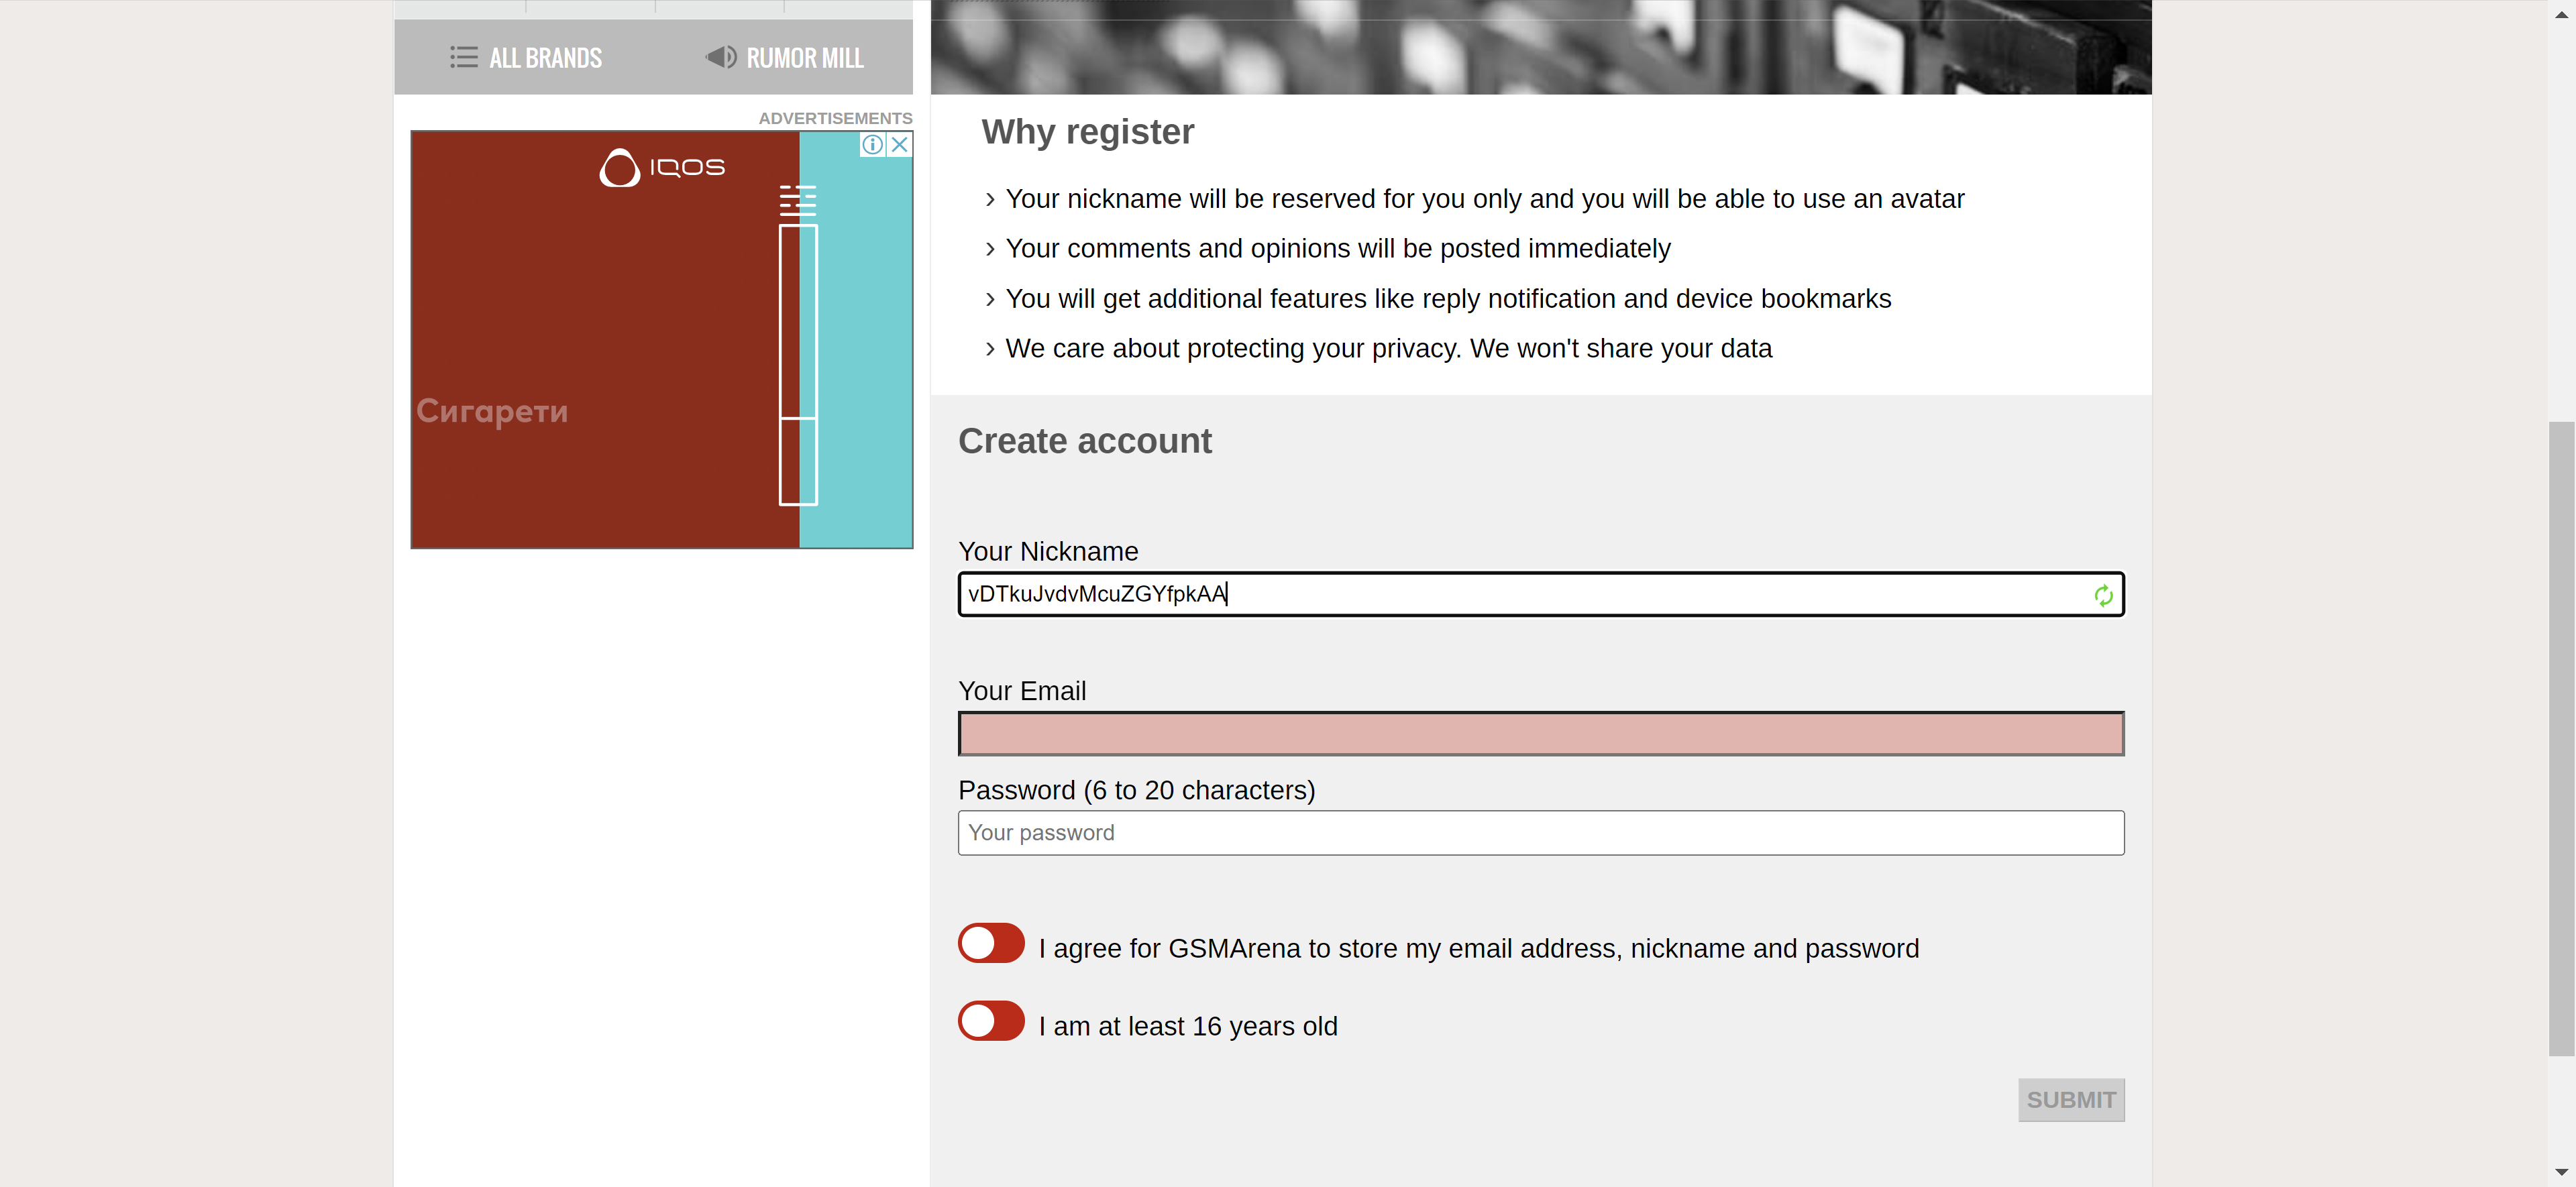 ALL BRANDS
RUMOR MILL
ADVERTISEMENTS
IQOS
Сигарети
Why register
Your nickname will be reserved for you only and you will be able to use an avatar
Your comments and opinions will be posted immediately
You will get additional features like reply notification and device bookmarks
We care about protecting your privacy. We won't share your data
Create account
Your Nickname
vDTkuJvdvMcuZGYfpkAA
Your Email
Password (6 to 20 characters)
Your password
I agree for GSMArena to store my email address, nickname and password
I am at least 16 years old
SUBMIT